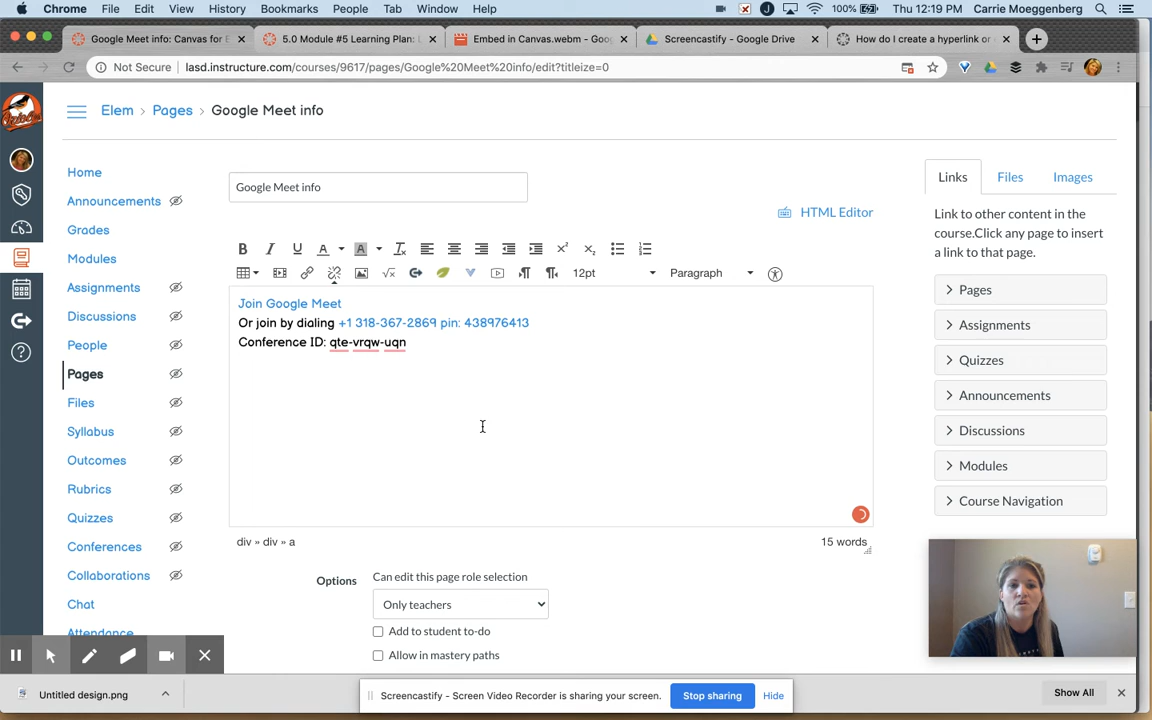 Chrome File Edit View History Bookmarks People Tab Window Help 100% Thu 12:19 PM Carrie Moeggenberg
Google Meet info: Canvas for E
5.0 Module #5 Learning Plan: L
Embed in Canvas.webm - Goo
Screencastify - Google Drive
How do I create a hyperlink or
Not Secure lasd.instructure.com/courses/9617/pages/Google%20Meet%20info/edit?titleize=0
Elem > Pages > Google Meet info
Home
Announcements
Grades
Modules
Assignments
Discussions
People
Pages
Files
Syllabus
Outcomes
Rubrics
Quizzes
Conferences
Collaborations
Chat
Attendance
Google Meet info
HTML Editor
12pt Paragraph
Join Google Meet
Or join by dialing +1 318-367-2869 pin: 438976413
Conference ID: qte-vrqw-uqn
div » div » a
15 words
Options
Can edit this page role selection
Only teachers
Add to student to-do
Allow in mastery paths
Links Files Images
Link to other content in the
course.Click any page to insert
a link to that page.
Pages
Assignments
Quizzes
Announcements
Discussions
Modules
Course Navigation
Untitled design.png
Screencastify - Screen Video Recorder is sharing your screen. Stop sharing Hide
Show All